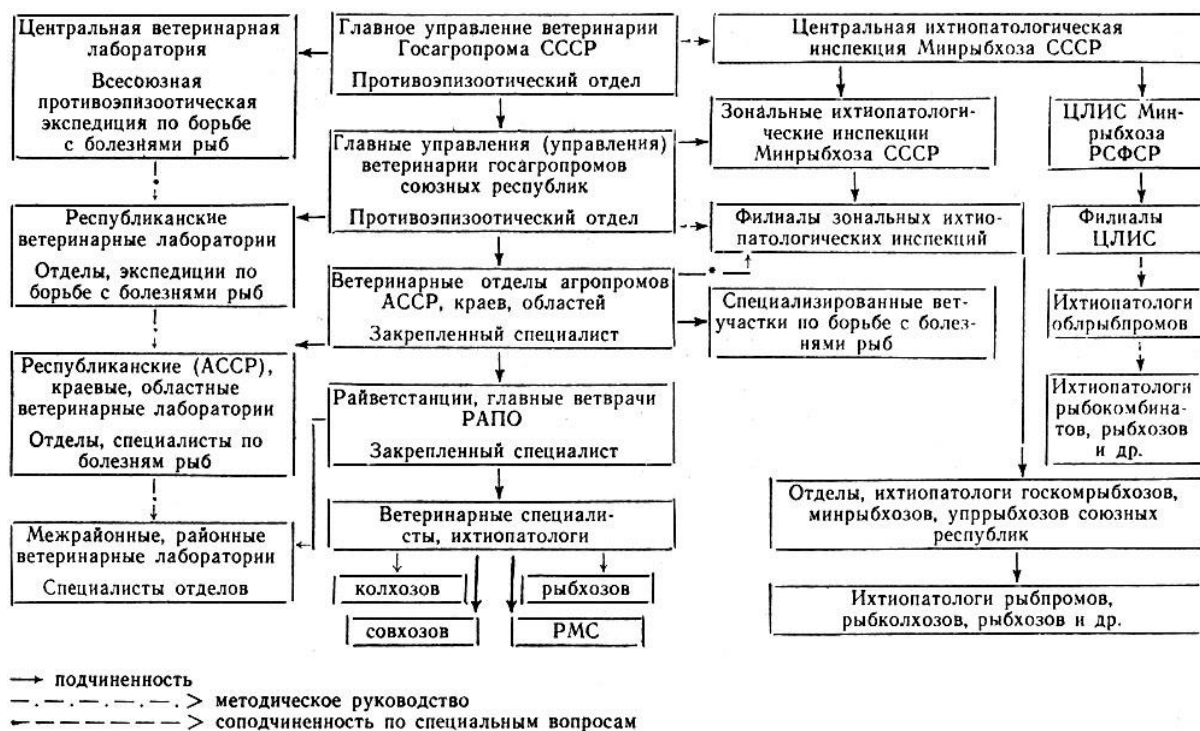 Центральная ветеринарная
лаборатория
Всесоюзная
противоэпизоотическая
экспедиция по борьбе
с болезнями рыб
Республиканские
ветеринарные лаборатории
Отделы, экспедиции по
борьбе с болезнями рыб
Республиканские (АССР),
краевые, областные
ветеринарные лаборатории
Отделы, специалисты по
болезням рыб
Межрайонные, районные
ветеринарные лаборатории
Специалисты отделов
Главное управление ветеринарии
Госагропрома СССР
Противоэпизоотический отдел
Главные управления (управления)
ветеринарии госагропромов
союзных республик
Противоэпизоотический отдел
Ветеринарные отделы агропромов
АССР, краев, областей
Закрепленный специалист
Райветстанции, главные ветврачи
РАПО
Закрепленный специалист
Ветеринарные специали-
сты, ихтиопатологи
колхозов
рыбхозов
совхозов
РМС
Центральная ихтиопатологическая
инспекция Минрыбхоза СССР
Зональные ихтиопатологи-
ческие инспекции
Минрыбхоза СССР
Филиалы зональных ихтио-
патологических инспекций
Специализированные вет-
участки по борьбе с болез-
нями рыб
ЦЛИС Мин-
рыбхоза
РСФСР
Филиалы
ЦЛИС
Ихтиопатологи
облрыбпромов
Ихтиопатологи
рыбокомбина-
тов, рыбхозов
и др.
Отделы, ихтиопатологи госкомрыбхозов,
минрыбхозов, упррыбхозов союзных
республик
Ихтиопатологи рыбпромов,
рыбколхозов, рыбхозов и др.
подчиненность
методическое руководство
соподчиненность по специальным вопросам